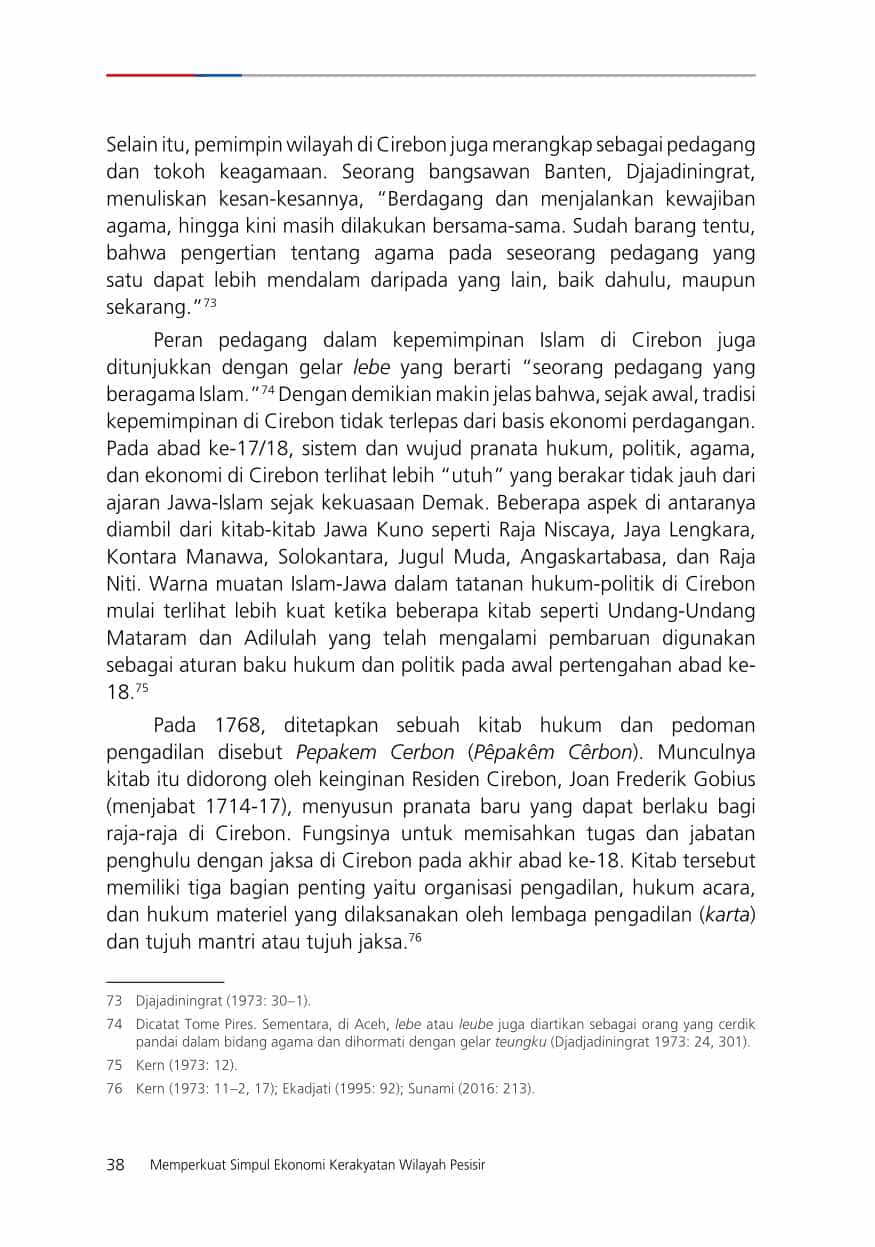 Selain itu, pemimpin wilayah di Cirebon juga merangkap sebagai pedagang
dan tokoh keagamaan. Seorang bangsawan Banten, Djajadiningrat,
menuliskan kesan-kesannya, “Berdagang dan menjalankan kewajiban
agama, hingga kini masih dilakukan bersama-sama. Sudah barang tentu,
bahwa pengertian tentang agama pada seseorang pedagang yang
satu dapat lebih mendalam daripada yang lain, baik dahulu, maupun
sekarang.”73
Peran pedagang dalam kepemimpinan Islam di Cirebon juga
ditunjukkan dengan gelar lebe yang berarti “seorang pedagang yang
beragama Islam.”74 Dengan demikian makin jelas bahwa, sejak awal, tradisi
kepemimpinan di Cirebon tidak terlepas dari basis ekonomi perdagangan.
Pada abad ke-17/18, sistem dan wujud pranata hukum, politik, agama,
dan ekonomi di Cirebon terlihat lebih “utuh” yang berakar tidak jauh dari
ajaran Jawa-Islam sejak kekuasaan Demak. Beberapa aspek di antaranya
diambil dari kitab-kitab Jawa Kuno seperti Raja Niscaya, Jaya Lengkara,
Kontara Manawa, Solokantara, Jugul Muda, Angaskartabasa, dan Raja
Niti. Warna muatan Islam-Jawa dalam tatanan hukum-politik di Cirebon
mulai terlihat lebih kuat ketika beberapa kitab seperti Undang-Undang
Mataram dan Adilulah yang telah mengalami pembaruan digunakan
sebagai aturan baku hukum dan politik pada awal pertengahan abad ke-
18.75
Pada 1768, ditetapkan sebuah kitab hukum dan pedoman
pengadilan disebut Pepakem Cerbon (Pêpakêm Cêrbon). Munculnya
kitab itu didorong oleh keinginan Residen Cirebon, Joan Frederik Gobius
(menjabat 1714-17), menyusun pranata baru yang dapat berlaku bagi
raja-raja di Cirebon. Fungsinya untuk memisahkan tugas dan jabatan
penghulu dengan jaksa di Cirebon pada akhir abad ke-18. Kitab tersebut
memiliki tiga bagian penting yaitu organisasi pengadilan, hukum acara,
dan hukum materiel yang dilaksanakan oleh lembaga pengadilan (karta)
dan tujuh mantri atau tujuh jaksa.76
73 Djajadiningrat (1973: 30–1).
74 Dicatat Tome Pires. Sementara, di Aceh, lebe atau leube juga diartikan sebagai orang yang cerdik
pandai dalam bidang agama dan dihormati dengan gelar teungku (Djadjadiningrat 1973: 24, 301).
75 Kern (1973: 12).
76 Kern (1973: 11–2, 17); Ekadjati (1995: 92); Sunami (2016: 213).
38 Memperkuat Simpul Ekonomi Kerakyatan Wilayah Pesisir